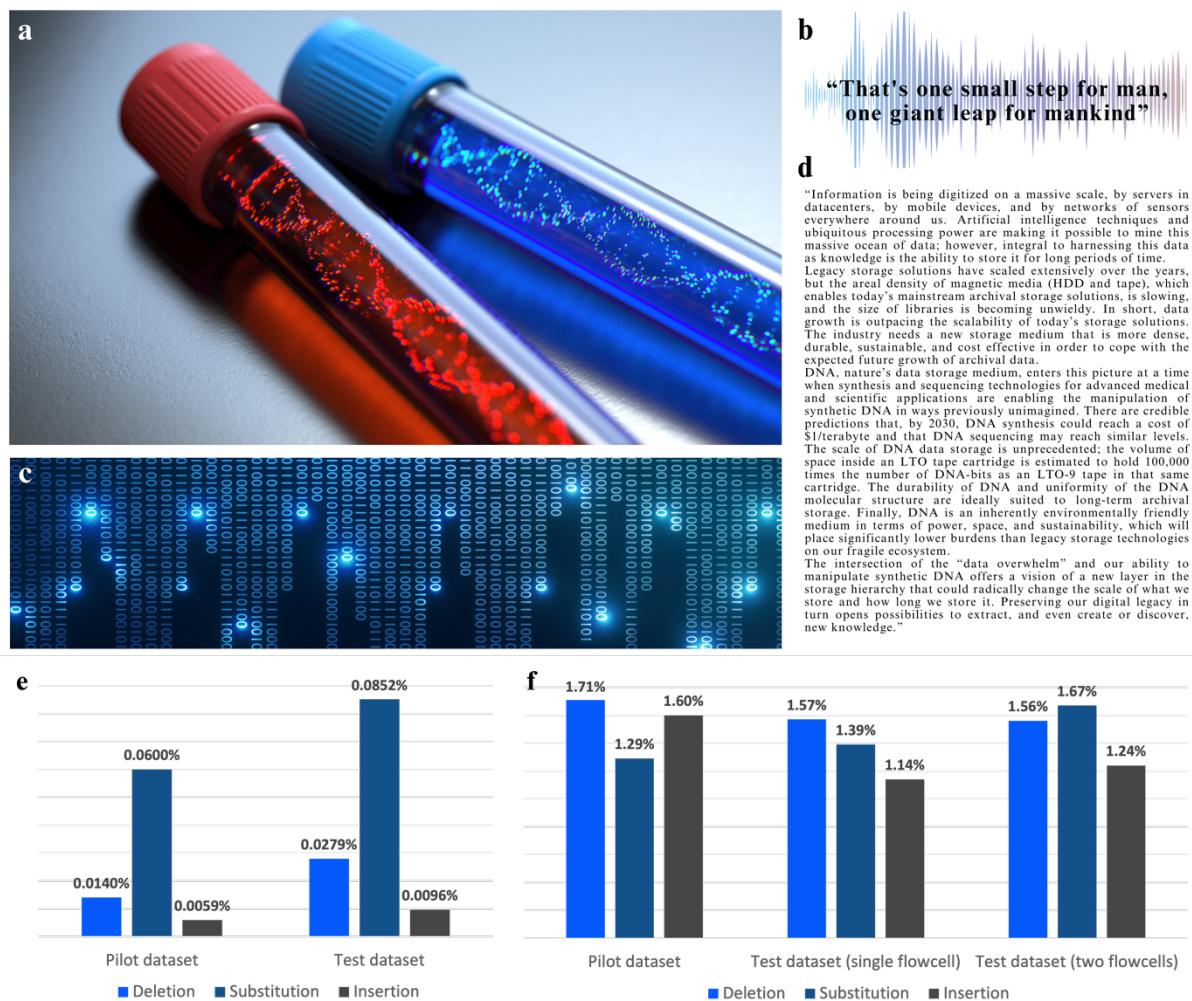 a
b
“That's one small step for man,
one giant leap for mankind”
c
d
“Information is being digitized on a massive scale, by servers in
datacenters, by mobile devices, and by networks of sensors
everywhere around us. Artificial intelligence techniques and
ubiquitous processing power are making it possible to mine this
massive ocean of data; however, integral to harnessing this data
as knowledge is the ability to store it for long periods of time.
Legacy storage solutions have scaled extensively over the years,
but the areal density of magnetic media (HDD and tape), which
enables today’s mainstream archival storage solutions, is slowing,
and the size of libraries is becoming unwieldy. In short, data
growth is outpacing the scalability of today’s storage solutions.
The industry needs a new storage medium that is more dense,
durable, sustainable, and cost effective in order to cope with the
expected future growth of archival data.
DNA, nature’s data storage medium, enters this picture at a time
when synthesis and sequencing technologies for advanced medical
and scientific applications are enabling the manipulation of
synthetic DNA in ways previously unimagined. There are credible
predictions that, by 2030, DNA synthesis could reach a cost of
$1/terabyte and that DNA sequencing may reach similar levels.
The scale of DNA data storage is unprecedented; the volume of
space inside an LTO tape cartridge is estimated to hold 100,000
times the number of DNA-bits as an LTO-9 tape in that same
cartridge. The durability of DNA and uniformity of the DNA
molecular structure are ideally suited to long-term archival
storage. Finally, DNA is an inherently environmentally friendly
medium in terms of power, space, and sustainability, which will
place significantly lower burdens than legacy storage technologies
on our fragile ecosystem.
The intersection of the “data overwhelm” and our ability to
manipulate synthetic DNA offers a vision of a new layer in the
storage hierarchy that could radically change the scale of what we
store and how long we store it. Preserving our digital legacy in
turn opens possibilities to extract, and even create or discover,
new knowledge.”
e
0.0140%
0.0600%
0.0059%
0.0279%
0.0852%
0.0096%
Pilot dataset
Test dataset
Deletion Substitution Insertion
f
1.71%
1.29%
1.60%
1.57%
1.39%
1.14%
1.56%
1.67%
1.24%
Pilot dataset
Test dataset (single flowcell)
Test dataset (two flowcells)
Deletion Substitution Insertion